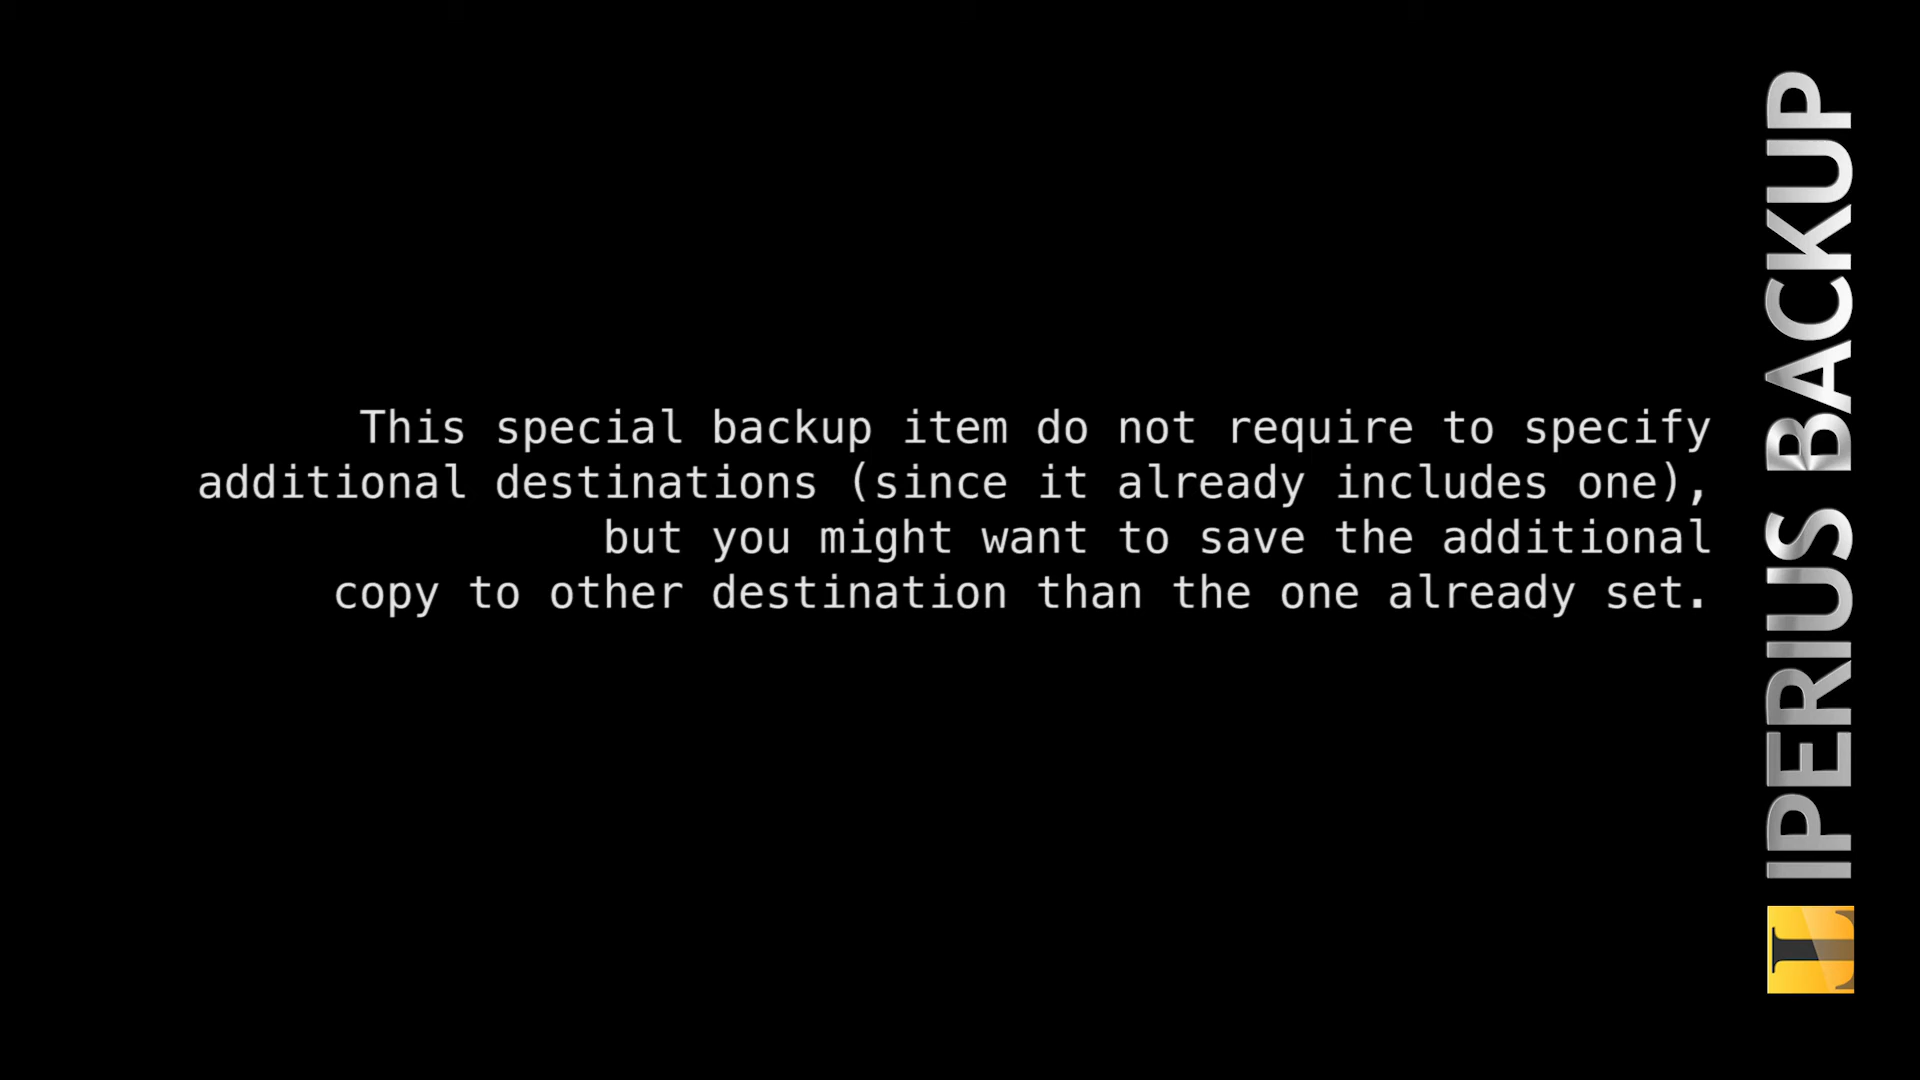 This special backup item do not require to specify
additional destinations (since it already includes one),
but you might want to save the additional
copy to other destination than the one already set.
I IPERIUS BACKUP